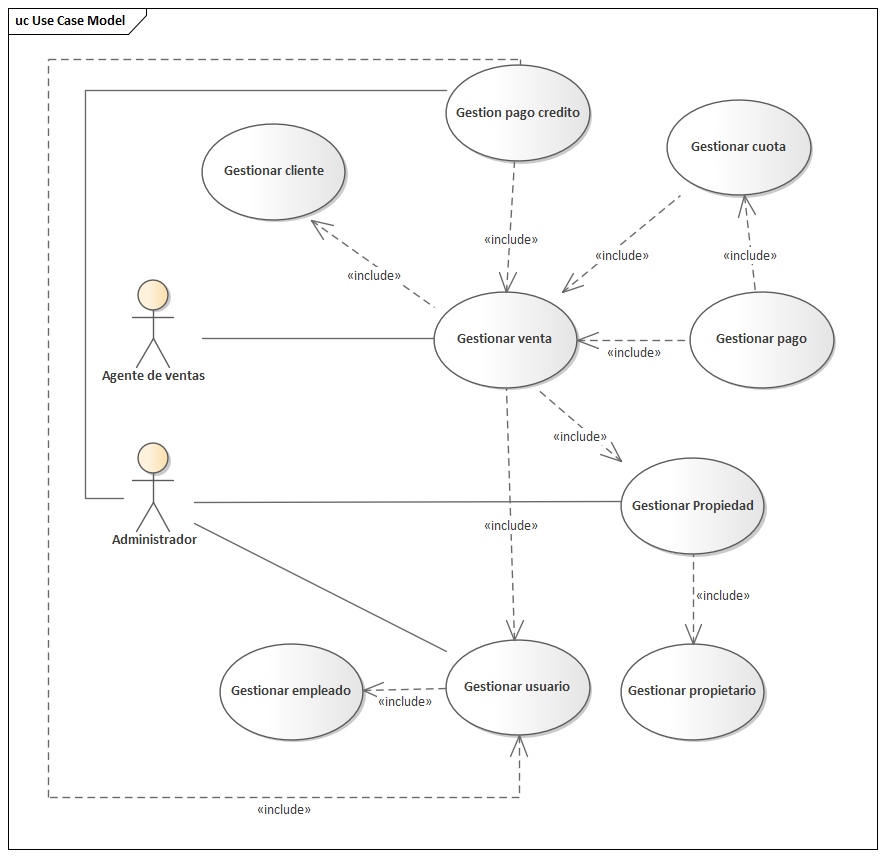 uc Use Case Model
Gestion pago credito
Gestionar cuota
Gestionar cliente
«include»
«include»
«include»
«include»
Agente de ventas
Gestionar venta
Gestionar pago
«include»
«include»
Administrador
Gestionar Propiedad
«include»
«include»
Gestionar empleado
Gestionar usuario
Gestionar propietario
«include»
«include»